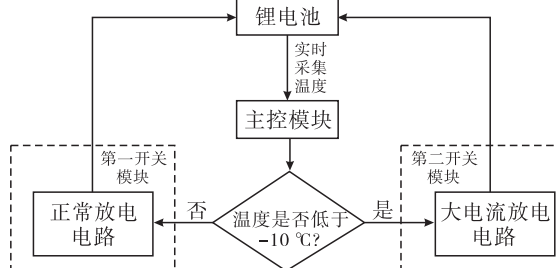 锂电池
实时
采集
温度
主控模块
第一开关
模块
第二开关
模块
正常放电
电路
否
温度是否低于
-10 ℃?
是
大电流放电
电路